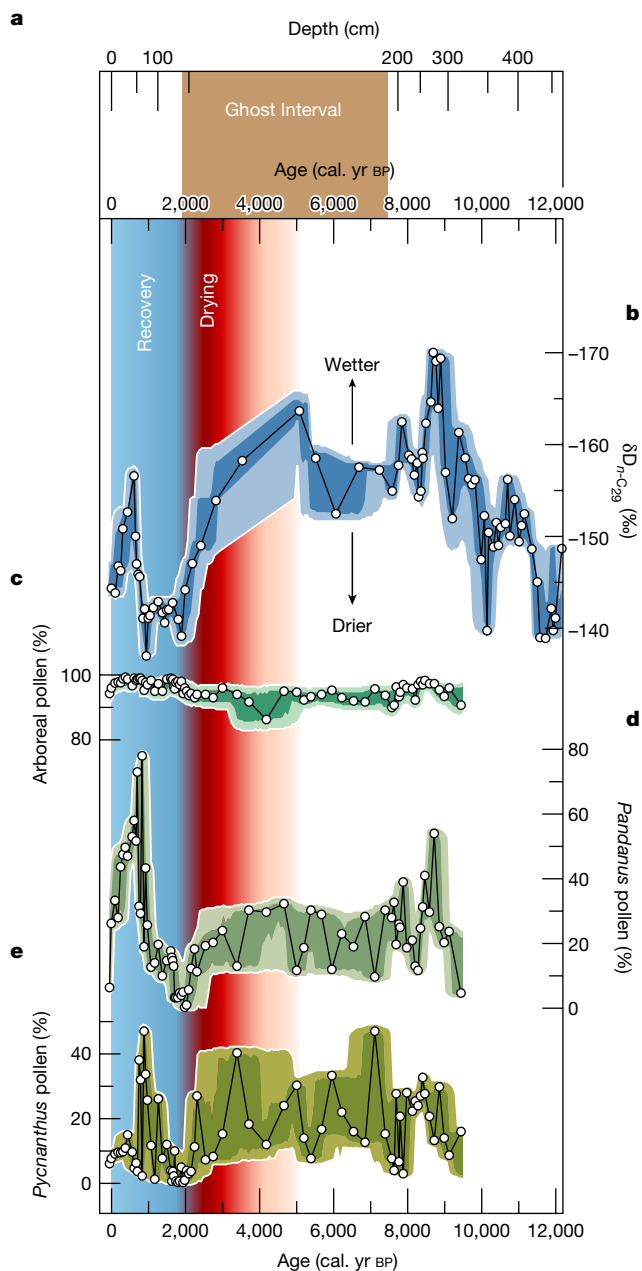 a
Depth (cm)
0 100 200 300 400
Ghost Interval
Age (cal. yr BP)
0 2,000 4,000 6,000 8,000 10,000 12,000
Recovery
Drying
b
Wetter
Drier
–170
–160
–150
–140
δD n-C29 (‰)
c
100
80
Arboreal pollen (%)
d
80
60
40
20
0
Pandanus pollen (%)
e
40
20
0
Pycnanthus pollen (%)
0 2,000 4,000 6,000 8,000 10,000 12,000
Age (cal. yr BP)